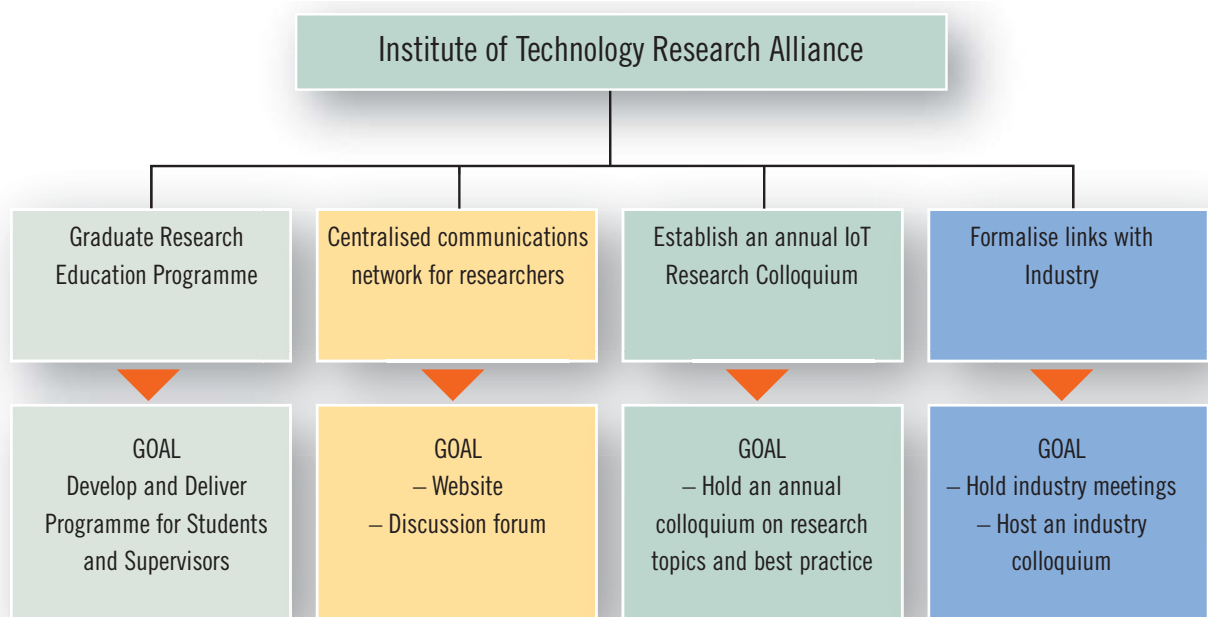 Institute of Technology Research Alliance
Graduate Research
Education Programme
Centralised communications
network for researchers
Establish an annual IoT
Research Colloquium
Formalise links with
Industry
GOAL
Develop and Deliver
Programme for Students
and Supervisors
GOAL
– Website
– Discussion forum
GOAL
– Hold an annual
colloquium on research
topics and best practice
GOAL
– Hold industry meetings
– Host an industry
colloquium